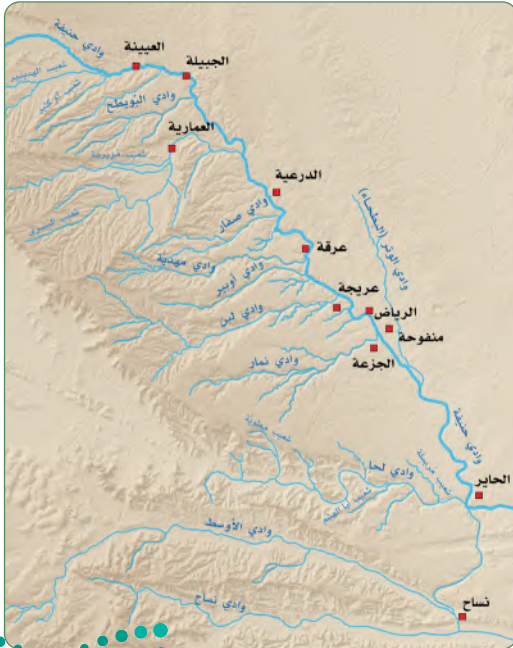 وادي حنيفة
العيينة
الجبيلة
وادي البويطح
العمارية
الدرعية
وادي صفار
وادي الوتر (البطحاء)
عرقة
وادي مهدية
وادي أوبير
عريجة
وادي لبن
الرياض
منفوحة
الجزعة
وادي نمار
وادي حنيفة
وادي لحا
الحاير
وادي الأوسط
نساح
وادي نساح